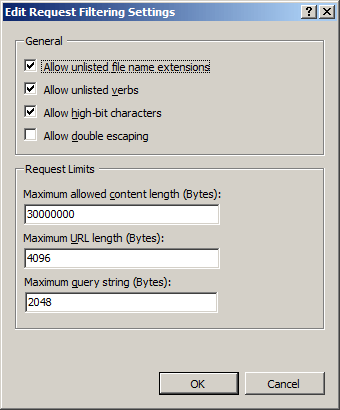 Edit Request Filtering Settings
General
Allow unlisted file name extensions
Allow unlisted verbs
Allow high-bit characters
Allow double escaping
Request Limits
Maximum allowed content length (Bytes):
30000000
Maximum URL length (Bytes):
4096
Maximum query string (Bytes):
2048
OK Cancel